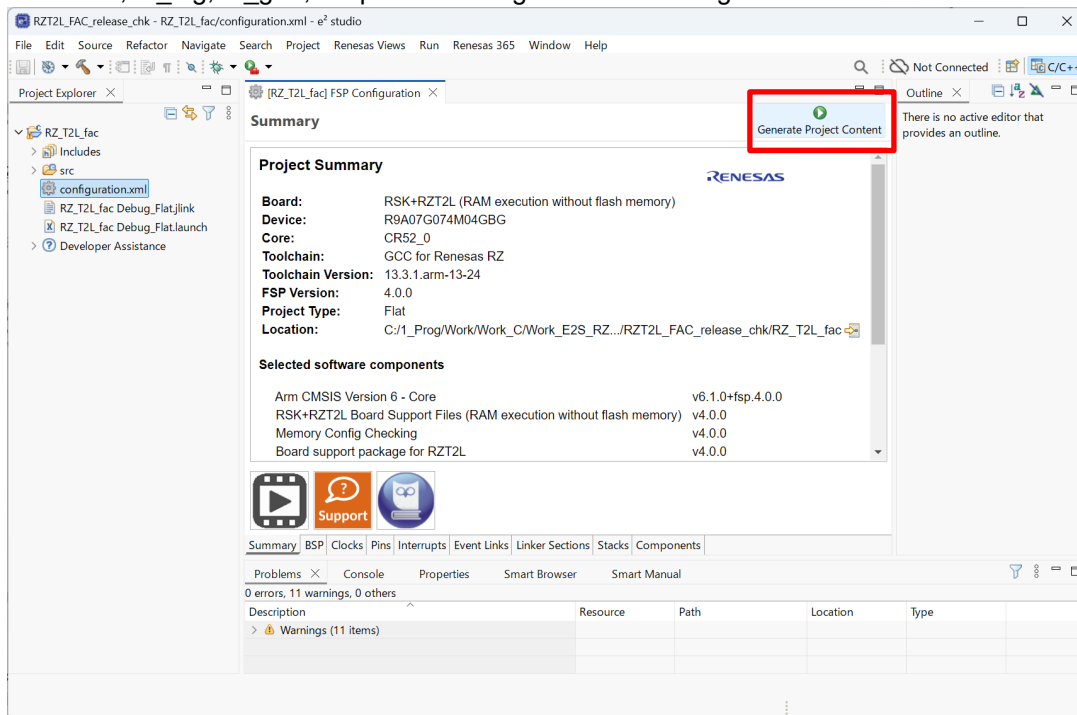 RZT2L_FAC_release_chk - RZ_T2L_fac/configuration.xml - e² studio
File Edit Source Refactor Navigate Search Project Renesas Views Run Renesas 365 Window Help
Not Connected C/C++
Project Explorer
[RZ_T2L_fac] FSP Configuration
Outline
RZ_T2L_fac
Includes
src
configuration.xml
RZ_T2L_fac Debug_Flat.jlink
RZ_T2L_fac Debug_Flat.launch
Developer Assistance
Summary
Generate Project Content
There is no active editor that
provides an outline.
Project Summary
RENESAS
Board: RSK+RZT2L (RAM execution without flash memory)
Device: R9A07G074M04GBG
Core: CR52_0
Toolchain: GCC for Renesas RZ
Toolchain Version: 13.3.1.arm-13-24
FSP Version: 4.0.0
Project Type: Flat
Location: C:/1_Prog/Work/Work_C/Work_E2S_RZ.../RZT2L_FAC_release_chk/RZ_T2L_fac
Selected software components
Arm CMSIS Version 6 - Core v6.1.0+fsp.4.0.0
RSK+RZT2L Board Support Files (RAM execution without flash memory) v4.0.0
Memory Config Checking v4.0.0
Board support package for RZT2L v4.0.0
Support
Summary BSP Clocks Pins Interrupts Event Links Linker Sections Stacks Components
Problems Console Properties Smart Browser Smart Manual
0 errors, 11 warnings, 0 others
Description Resource Path Location Type
Warnings (11 items)